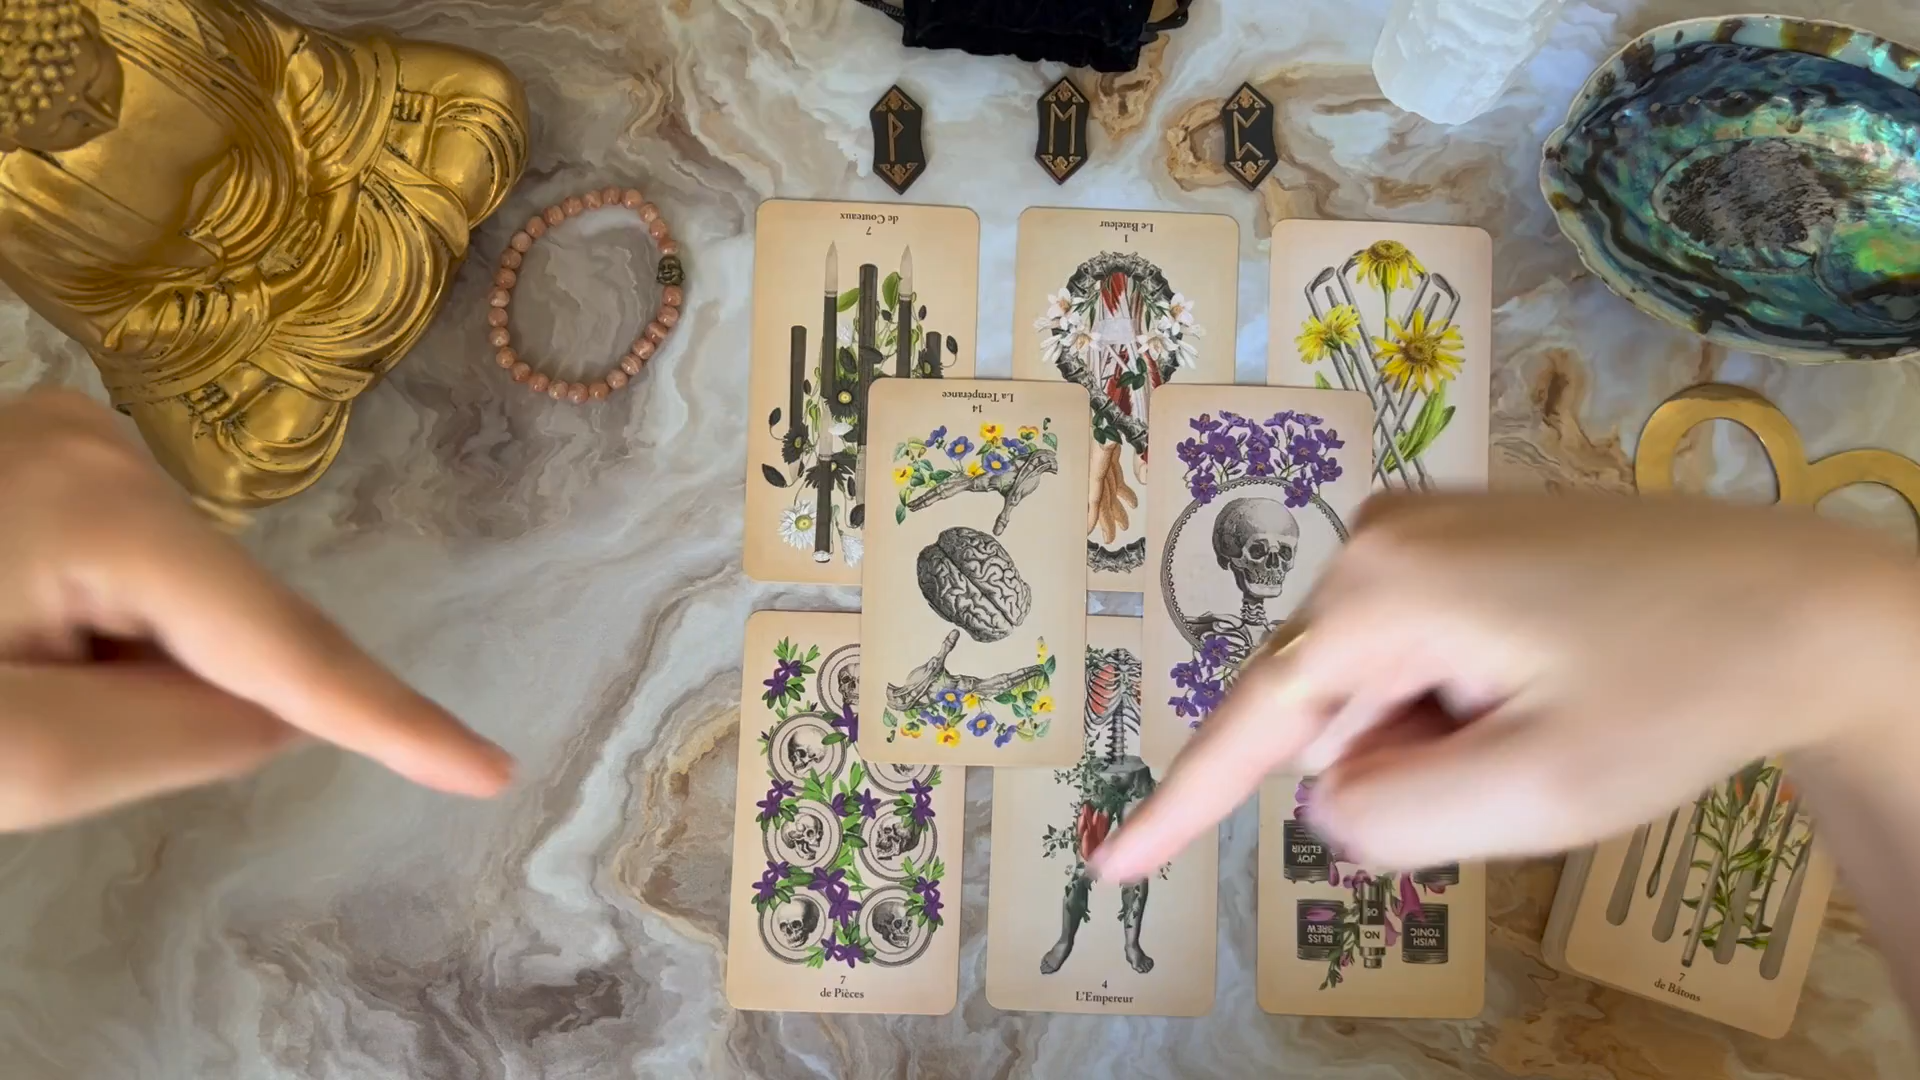 ᚹ
ᛖ
ᛈ
7
de Couteaux
1
Le Bateleur
14
La Tempérance
7
de Pièces
4
L'Empereur
JOY
ELIXIR
BLISS
BREW
NO.
WISH
TONIC
7
de Bâtons